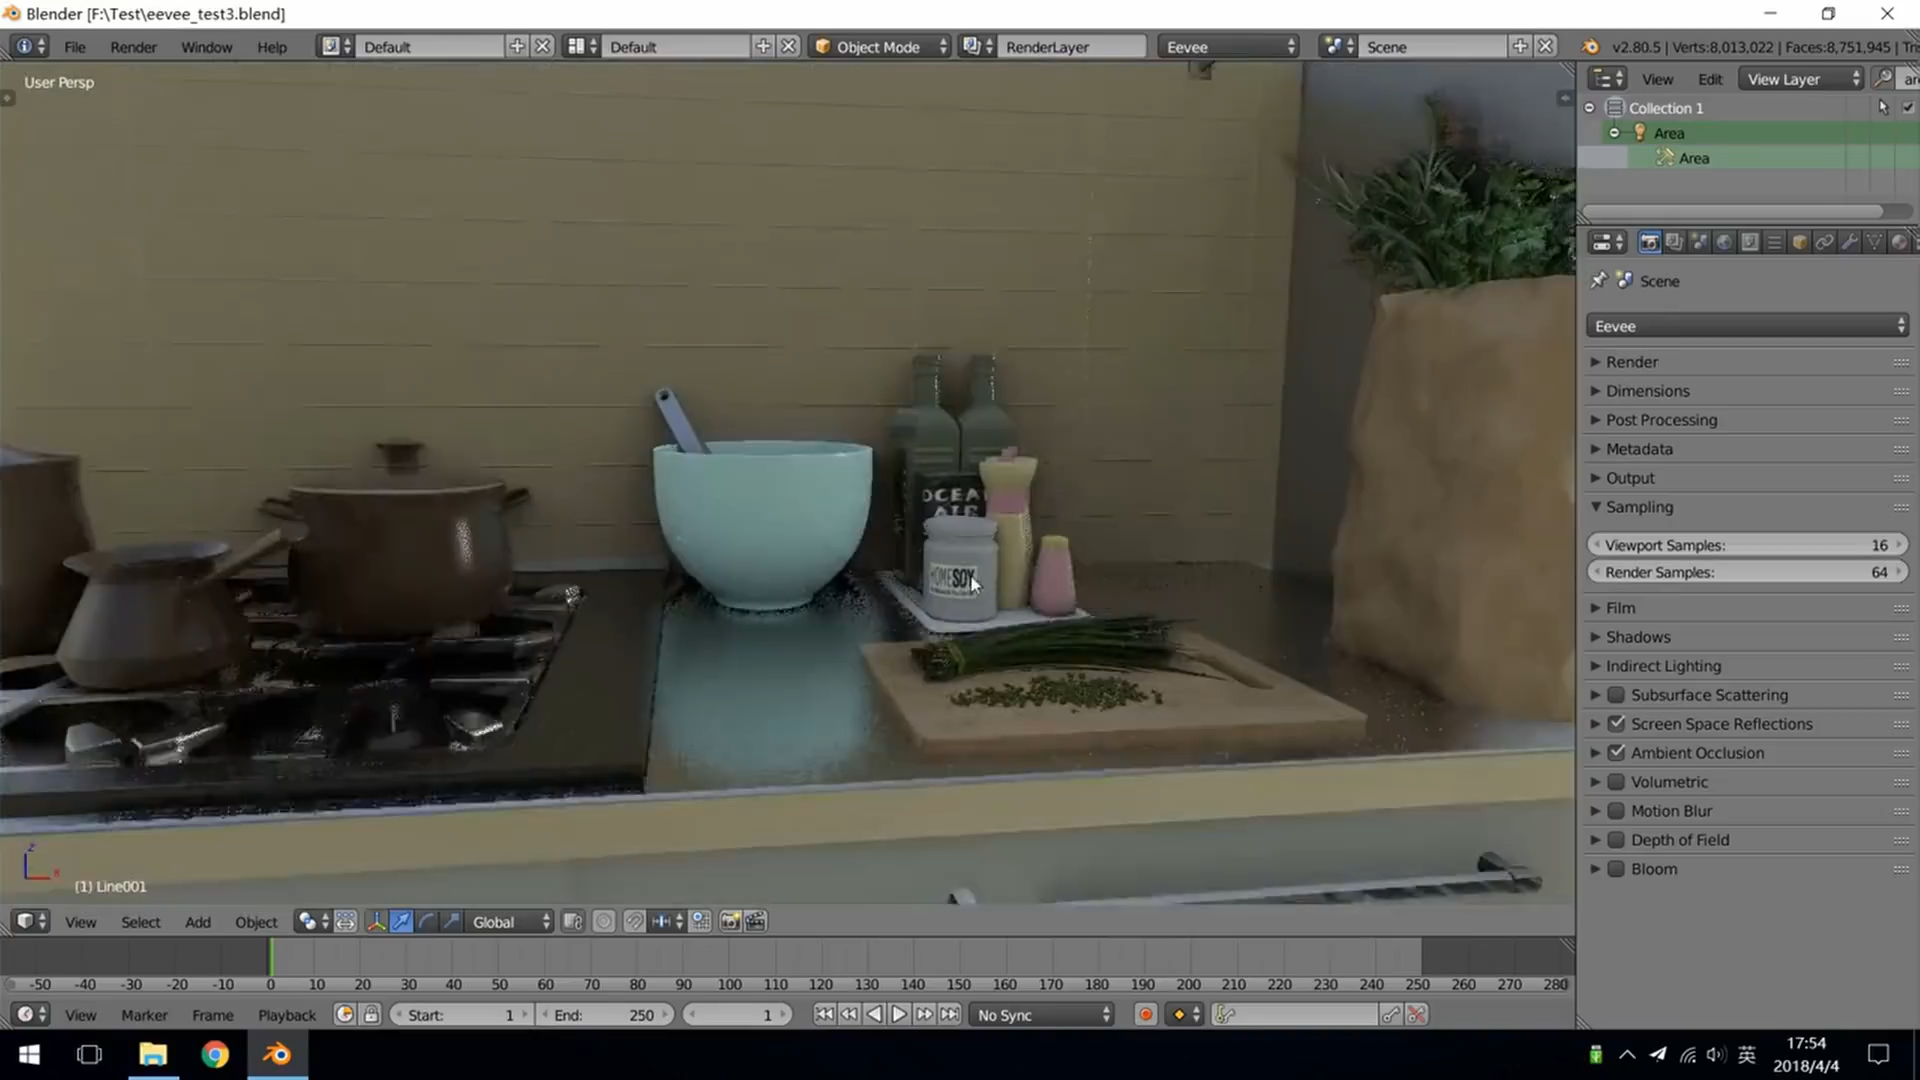 Blender [F:\Test\eevee_test3.blend]
File Render Window Help Default Default Object Mode RenderLayer Eevee Scene v2.80.5 | Verts:8,013,022 | Faces:8,751,945 |
User Persp
View Edit View Layer
Collection 1
Area
Area
Scene
Eevee
Render
Dimensions
Post Processing
Metadata
Output
Sampling
Viewport Samples: 16
Render Samples: 64
Film
Shadows
Indirect Lighting
Subsurface Scattering
Screen Space Reflections
Ambient Occlusion
Volumetric
Motion Blur
Depth of Field
Bloom
OCEA
AIR
HOMESOY
(1) Line001
View Select Add Object Global
-50 -40 -30 -20 -10 0 10 20 30 40 50 60 70 80 90 100 110 120 130 140 150 160 170 180 190 200 210 220 230 240 250 260 270 280
View Marker Frame Playback Start: 1 End: 250 1 No Sync
英
17:54
2018/4/4